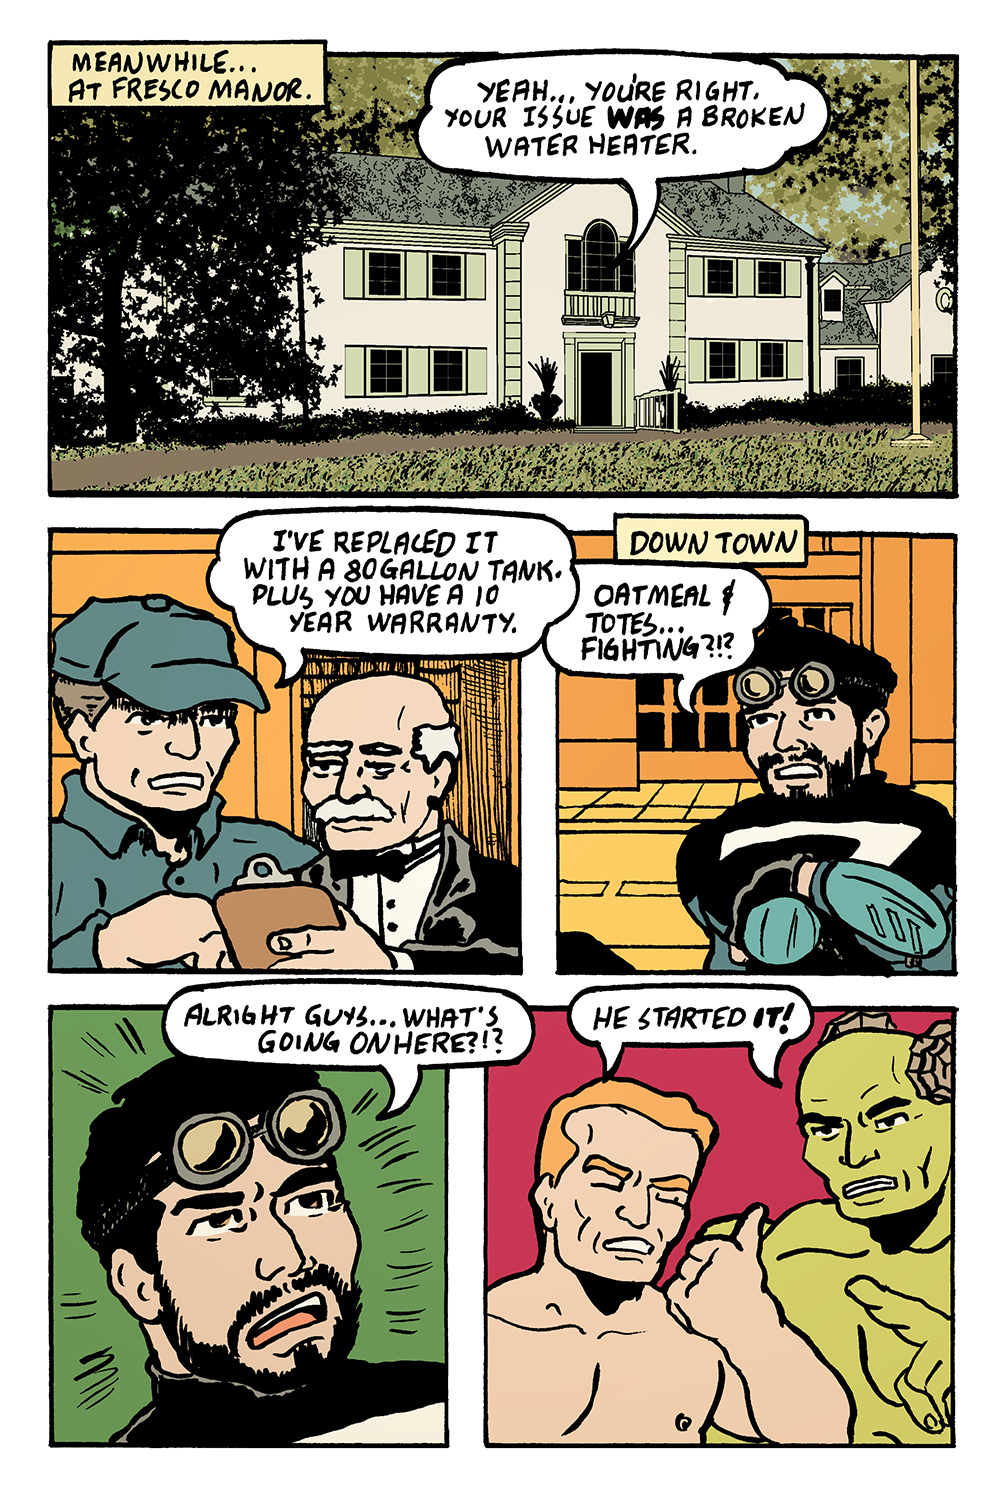 MEANWHILE...
AT FRESCO MANOR.
YEAH... YOU'RE RIGHT.
YOUR ISSUE WAS A BROKEN
WATER HEATER.
I'VE REPLACED IT
WITH A 80 GALLON TANK.
PLUS YOU HAVE A 10
YEAR WARRANTY.
DOWN TOWN
OATMEAL &
TOTES...
FIGHTING?!?
ALRIGHT GUYS... WHAT'S
GOING ON HERE?!?
HE STARTED IT!